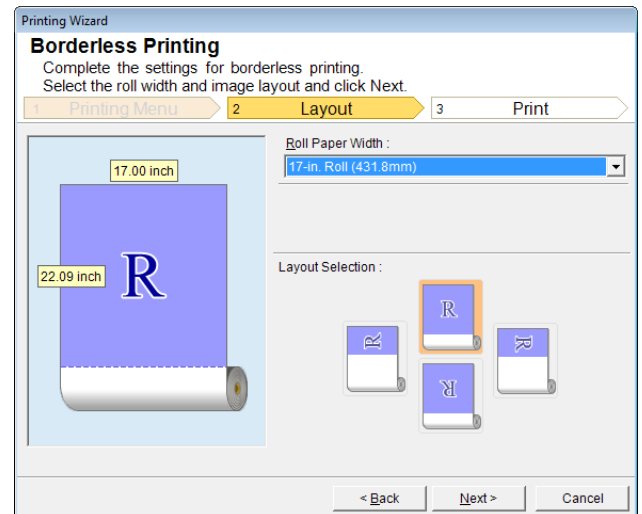 Printing Wizard
Borderless Printing
Complete the settings for borderless printing.
Select the roll width and image layout and click Next.
1 Printing Menu 2 Layout 3 Print
Roll Paper Width :
17-in. Roll (431.8mm)
17.00 inch
22.09 inch
R
Layout Selection :
R
R
R
R
< Back Next > Cancel